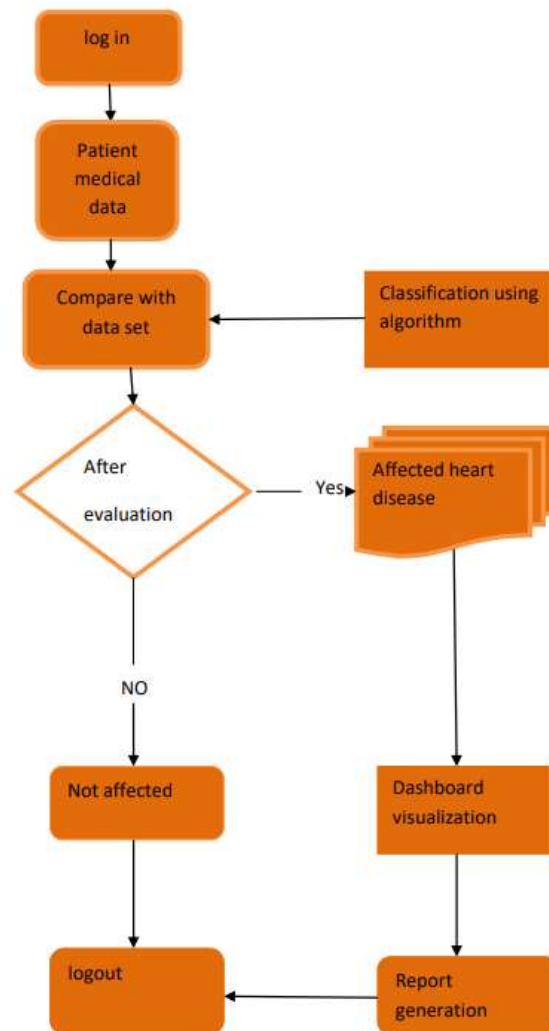 log in
Patient
medical
data
Compare with
data set
Classification using
algorithm
After
evaluation
Yes
Affected heart
disease
NO
Not affected
Dashboard
visualization
logout
Report
generation